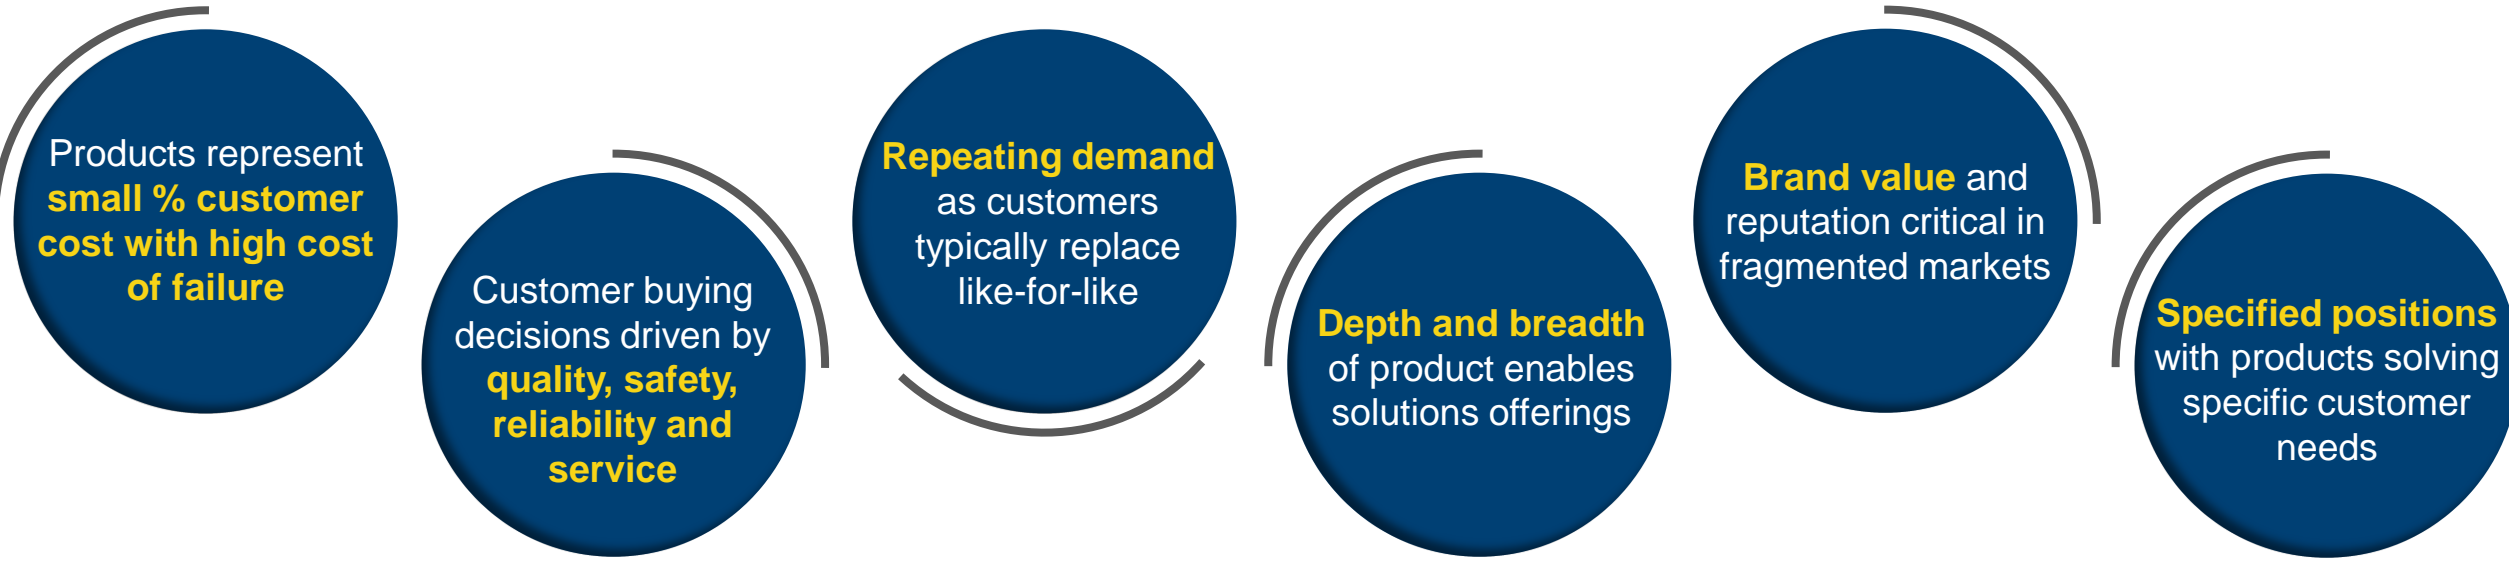 Products represent
small % customer
cost with high cost
of failure
Customer buying
decisions driven by
quality, safety,
reliability and
service
Repeating demand
as customers
typically replace
like-for-like
Depth and breadth
of product enables
solutions offerings
Brand value and
reputation critical in
fragmented markets
Specified positions
with products solving
specific customer
needs